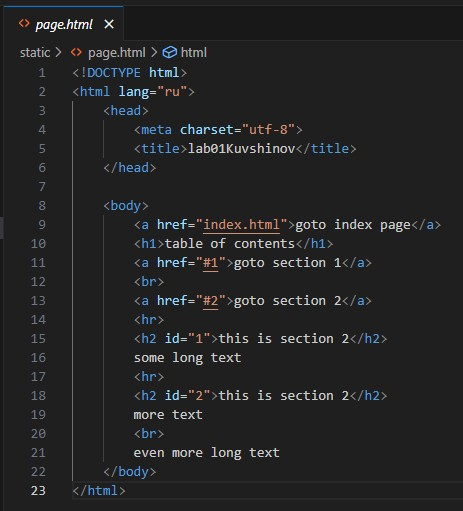 page.html
static > page.html > html
1 <!DOCTYPE html>
2 <html lang="ru">
3 <head>
4 <meta charset="utf-8">
5 <title>lab01Kuvshinov</title>
6 </head>
7
8 <body>
9 <a href="index.html">goto index page</a>
10 <h1>table of contents</h1>
11 <a href="#1">goto section 1</a>
12 <br>
13 <a href="#2">goto section 2</a>
14 <hr>
15 <h2 id="1">this is section 2</h2>
16 some long text
17 <hr>
18 <h2 id="2">this is section 2</h2>
19 more text
20 <br>
21 even more long text
22 </body>
23 </html>